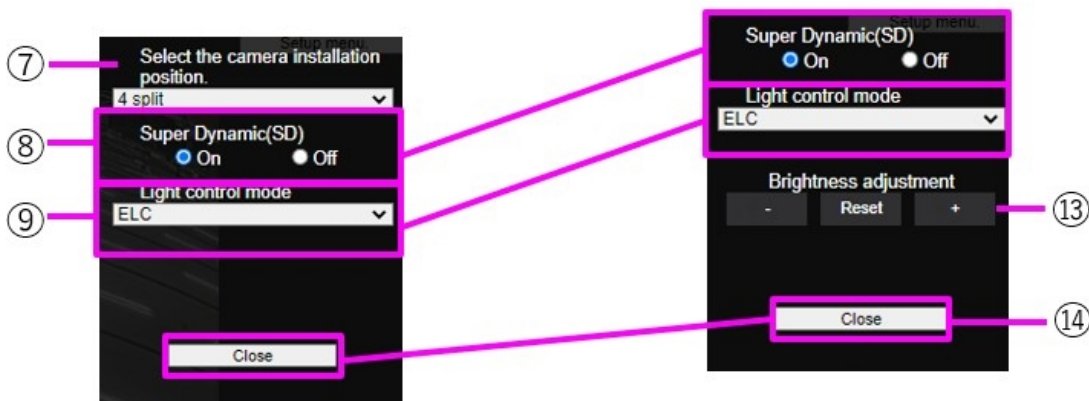 ⑦
Setup menu.
Select the camera installation
position.
4 split
⑧
Super Dynamic(SD)
On Off
⑨
Light control mode
ELC
Close
Setup menu.
Super Dynamic(SD)
On Off
Light control mode
ELC
Brightness adjustment
- Reset +
⑬
Close
⑭